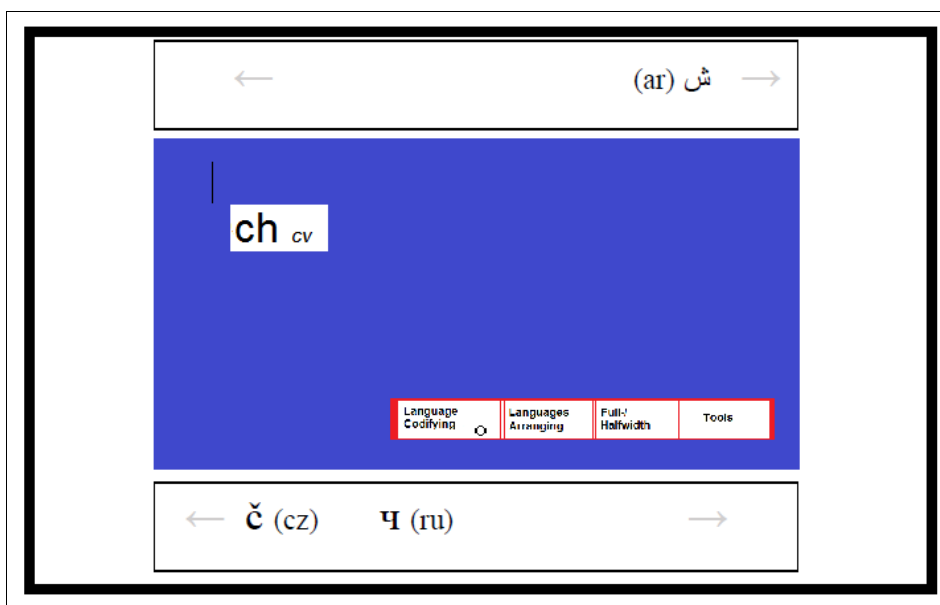 ← (ar) ش →
ch cv
Language Codifying
Languages Arranging
Full-/ Halfwidth
Tools
← č (cz) ч (ru) →